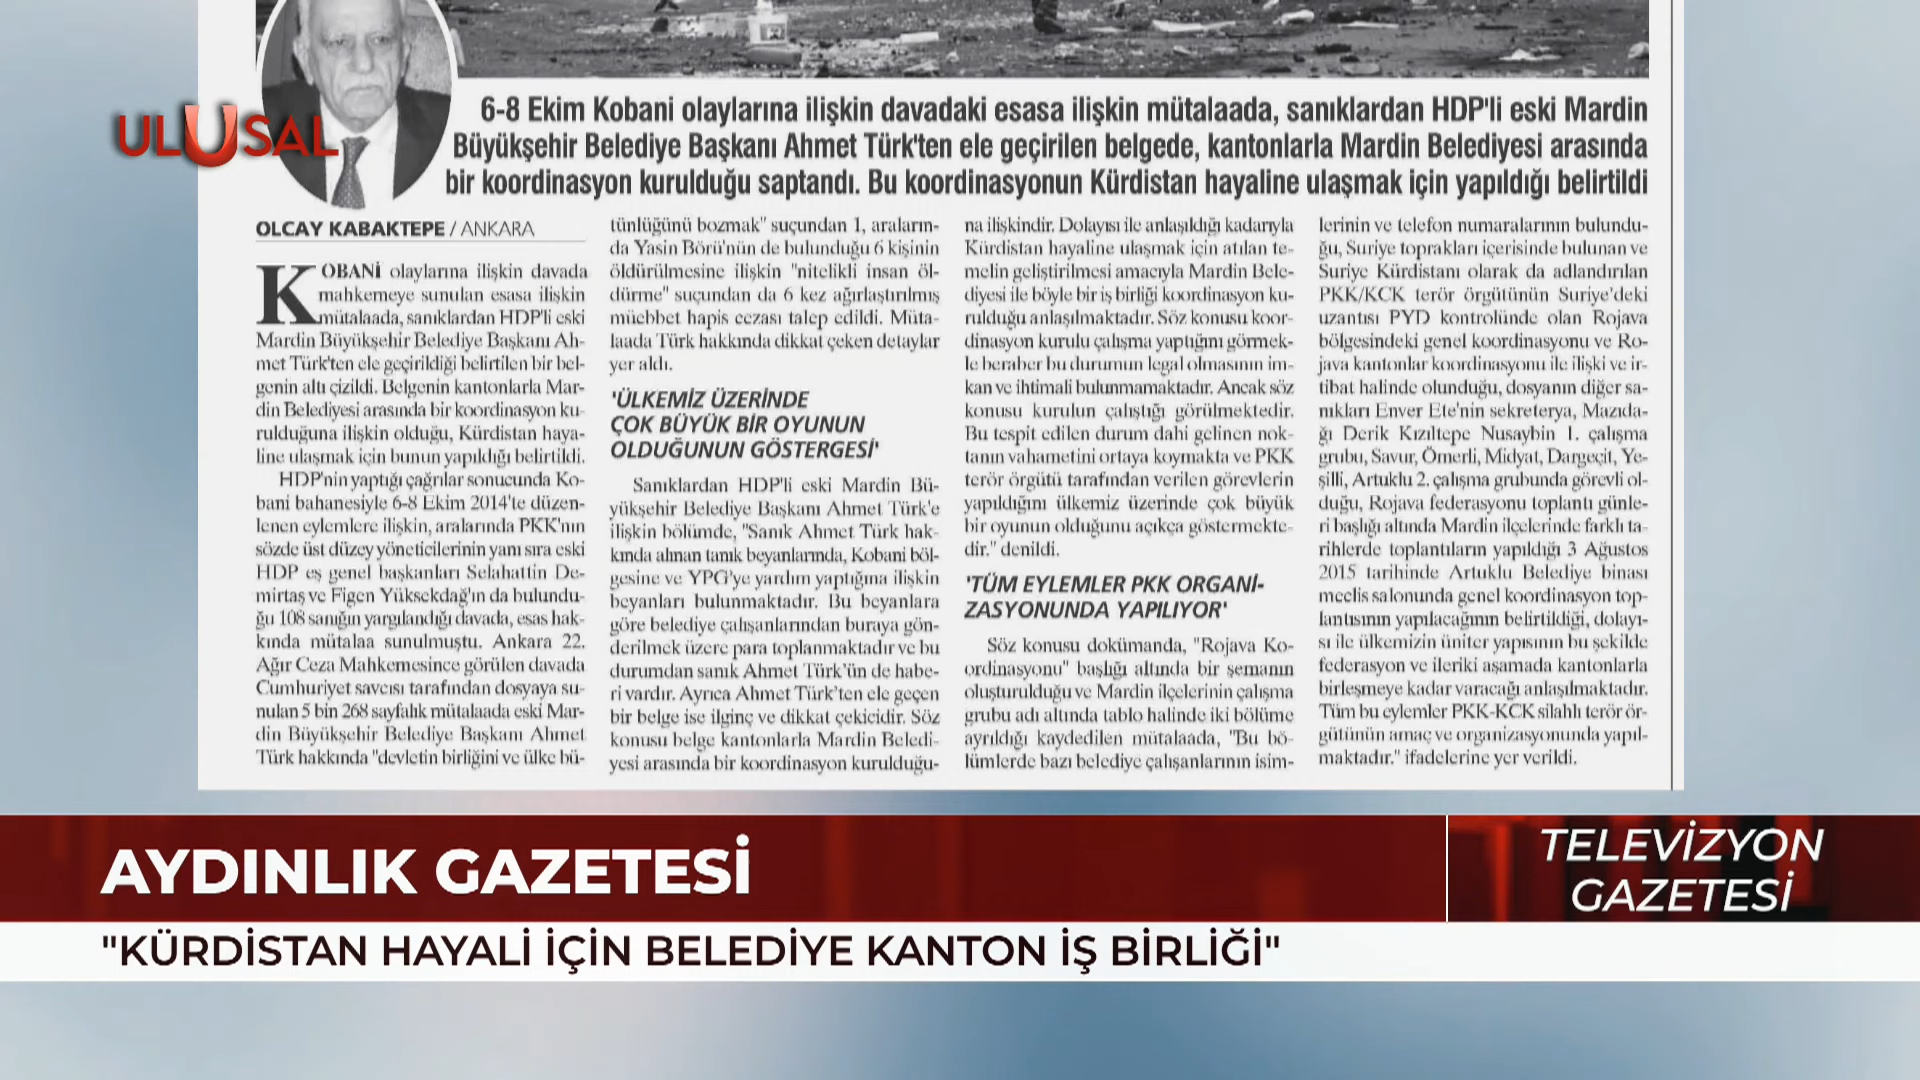 6-8 Ekim Kobani olaylarına ilişkin davadaki esasa ilişkin mütalaada, sanıklardan HDP'li eski Mardin
Büyükşehir Belediye Başkanı Ahmet Türk'ten ele geçirilen belgede, kantonlarla Mardin Belediyesi arasında
bir koordinasyon kurulduğu saptandı. Bu koordinasyonun Kürdistan hayaline ulaşmak için yapıldığı belirtildi
ULUSAL
OLCAY KABAKTEPE / ANKARA
KOBANİ olaylarına ilişkin davada
mahkemeye sunulan esasa ilişkin
mütalaada, sanıklardan HDP'li eski
Mardin Büyükşehir Belediye Başkanı Ah-
met Türk'ten ele geçirildiği belirtilen bir bel-
genin altı çizildi. Belgenin kantonlarla Mar-
din Belediyesi arasında bir koordinasyon ku-
rulduğuna ilişkin olduğu, Kürdistan haya-
line ulaşmak için bunun yapıldığı belirtildi.
HDP'nin yaptığı çağrılar sonucunda Ko-
bani bahanesiyle 6-8 Ekim 2014'te düzen-
lenen eylemlere ilişkin, aralarında PKK'nın
sözde üst düzey yöneticilerinin yanı sıra eski
HDP eş genel başkanları Selahattin De-
mirtaş ve Figen Yüksekdağ'ın da bulundu-
ğu 108 sanığın yargılandığı davada, esas hak-
kında mütalaa sunulmuştu. Ankara 22.
Ağır Ceza Mahkemesince görülen davada
Cumhuriyet savcısı tarafından dosyaya su-
nulan 5 bin 268 sayfalık mütalaada eski Mar-
din Büyükşehir Belediye Başkanı Ahmet
Türk hakkında "devletin birliğini ve ülke bü-
tünlüğünü bozmak" suçundan 1, araların-
da Yasin Börü'nün de bulunduğu 6 kişinin
öldürülmesine ilişkin "nitelikli insan öl-
dürme" suçundan da 6 kez ağırlaştırılmış
müebbet hapis cezası talep edildi. Müta-
laada Türk hakkında dikkat çeken detaylar
yer aldı.
'ÜLKEMİZ ÜZERİNDE
ÇOK BÜYÜK BİR OYUNUN
OLDUĞUNUN GÖSTERGESİ'
Sanıklardan HDP'li eski Mardin Bü-
yükşehir Belediye Başkanı Ahmet Türk'e
ilişkin bölümde, "Sanık Ahmet Türk hak-
kında alınan tanık beyanlarında, Kobani böl-
gesine ve YPG'ye yardım yaptığına ilişkin
beyanları bulunmaktadır. Bu beyanlara
göre belediye çalışanlarından buraya gön-
derilmek üzere para toplanmaktadır ve bu
durumdan sanık Ahmet Türk'ün de habe-
ri vardır. Ayrıca Ahmet Türk'ten ele geçen
bir belge ise ilginç ve dikkat çekicidir. Söz
konusu belge kantonlarla Mardin Beledi-
yesi arasında bir koordinasyon kurulduğu-
na ilişkindir. Dolayısı ile anlaşıldığı kadarıyla
Kürdistan hayaline ulaşmak için atılan te-
melin geliştirilmesi amacıyla Mardin Bele-
diyesi ile böyle bir iş birliği koordinasyon ku-
rulduğu anlaşılmaktadır. Söz konusu koor-
dinasyon kurulu çalışma yaptığını görmek-
le beraber bu durumun legal olmasının im-
kan ve ihtimali bulunmamaktadır. Ancak söz
konusu kurulun çalıştığı görülmektedir.
Bu tespit edilen durum dahi gelinen nok-
tanın vahametini ortaya koymakta ve PKK
terör örgütü tarafından verilen görevlerin
yapıldığını ülkemiz üzerinde çok büyük
bir oyunun olduğunu açıkça göstermekte-
dir." denildi.
'TÜM EYLEMLER PKK ORGANİ-
ZASYONUNDA YAPILIYOR'
Söz konusu dokümanda, "Rojava Ko-
ordinasyonu" başlığı altında bir şemanın
oluşturulduğu ve Mardin ilçelerinin çalışma
grubu adı altında tablo halinde iki bölüme
ayrıldığı kaydedilen mütalaada, "Bu bö-
lümlerde bazı belediye çalışanlarının isim-
lerinin ve telefon numaralarının bulundu-
ğu, Suriye toprakları içerisinde bulunan ve
Suriye Kürdistanı olarak da adlandırılan
PKK/KCK terör örgütünün Suriye'deki
uzantısı PYD kontrolünde olan Rojava
bölgesindeki genel koordinasyonu ve Ro-
java kantonlar koordinasyonu ile ilişki ve ir-
tibat halinde olunduğu, dosyanın diğer sa-
nıkları Enver Ete'nin sekreterya, Mazıda-
ğı Derik Kızıltepe Nusaybin 1. çalışma
grubu, Savur, Ömerli, Midyat, Dargeçit, Ye-
şilli, Artuklu 2. çalışma grubunda görevli ol-
duğu, Rojava federasyonu toplantı günle-
ri başlığı altında Mardin ilçelerinde farklı ta-
rihlerde toplantıların yapıldığı 3 Ağustos
2015 tarihinde Artuklu Belediye binası
meclis salonunda genel koordinasyon top-
lantısının yapılacağının belirtildiği, dolayı-
sı ile ülkemizin üniter yapısının bu şekilde
federasyon ve ileriki aşamada kantonlarla
birleşmeye kadar varacağı anlaşılmaktadır.
Tüm bu eylemler PKK-KCK silahlı terör ör-
gütünün amaç ve organizasyonunda yapıl-
maktadır." ifadelerine yer verildi.
AYDINLIK GAZETESİ
TELEVİZYON
GAZETESİ
"KÜRDİSTAN HAYALİ İÇİN BELEDİYE KANTON İŞ BİRLİĞİ"